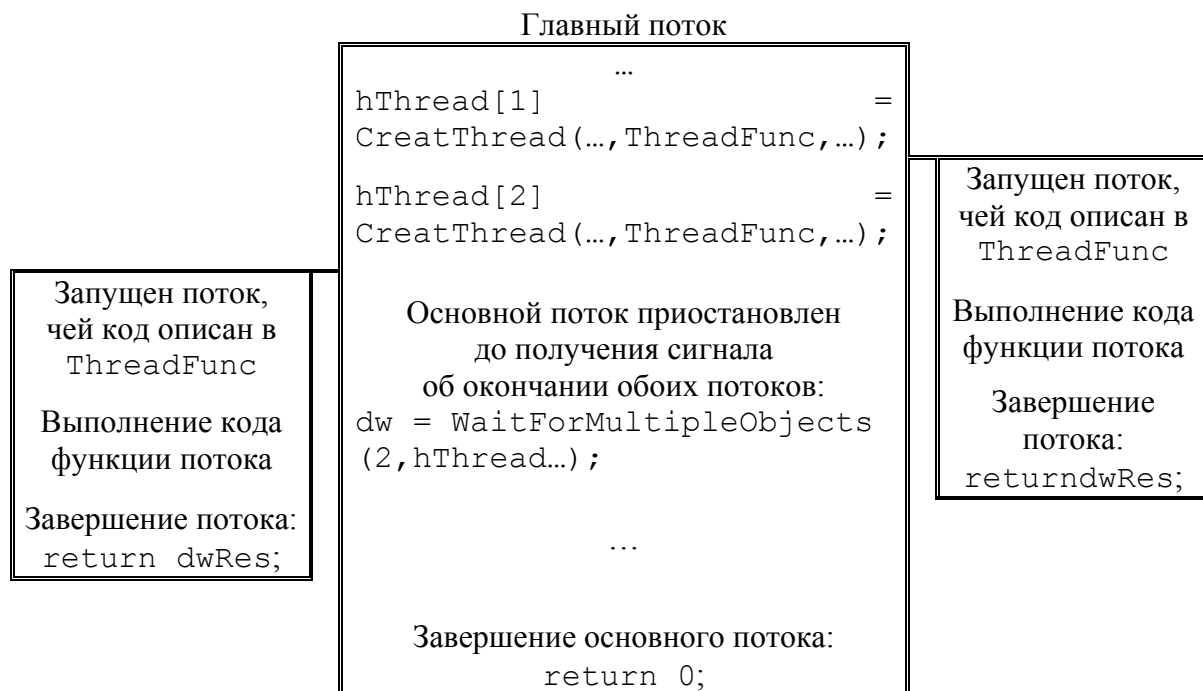 Главный поток
…
hThread[1] =
CreatThread(…,ThreadFunc,…);
hThread[2] =
CreatThread(…,ThreadFunc,…);
Основной поток приостановлен
до получения сигнала
об окончании обоих потоков:
dw = WaitForMultipleObjects
(2,hThread…);
…
Завершение основного потока:
return 0;
Запущен поток,
чей код описан в
ThreadFunc
Выполнение кода
функции потока
Завершение
потока:
returndwRes;
Запущен поток,
чей код описан в
ThreadFunc
Выполнение кода
функции потока
Завершение потока:
return dwRes;